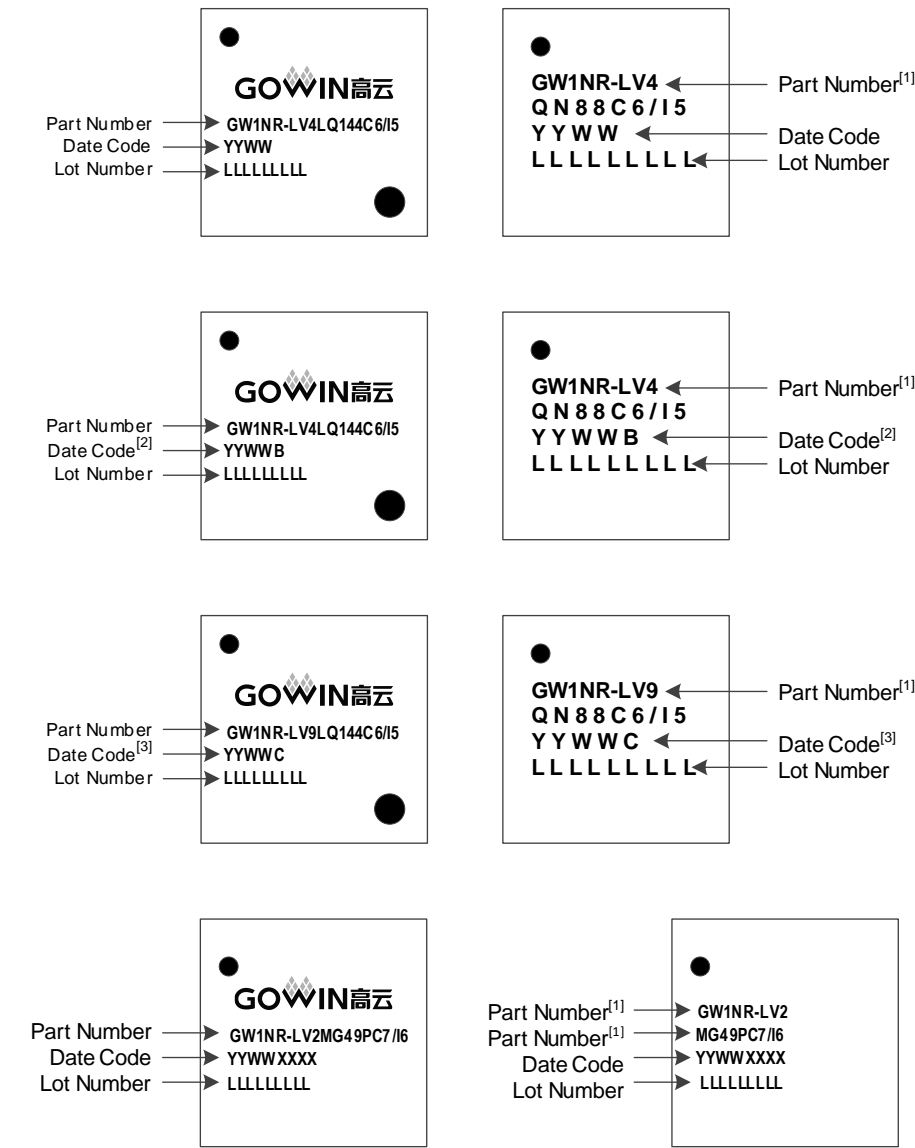 GOWIN高云
Part Number GW1NR-LV4LQ144C6/I5
Date Code YYWW
Lot Number LLLLLLLLL
GW1NR-LV4 Part Number[1]
QN88C6/I5
YYWW Date Code
LLLLLLLLL Lot Number
GOWIN高云
Part Number GW1NR-LV4LQ144C6/I5
Date Code[2] YYWWB
Lot Number LLLLLLLLL
GW1NR-LV4 Part Number[1]
QN88C6/I5
YYWWB Date Code[2]
LLLLLLLLL Lot Number
GOWIN高云
Part Number GW1NR-LV9LQ144C6/I5
Date Code[3] YYWWC
Lot Number LLLLLLLLL
GW1NR-LV9 Part Number[1]
QN88C6/I5
YYWWC Date Code[3]
LLLLLLLLL Lot Number
GOWIN高云
Part Number GW1NR-LV2MG49PC7/I6
Date Code YYWWXXXX
Lot Number LLLLLLLLL
Part Number[1] GW1NR-LV2
Part Number[1] MG49PC7/I6
Date Code YYWWXXXX
Lot Number LLLLLLLLL